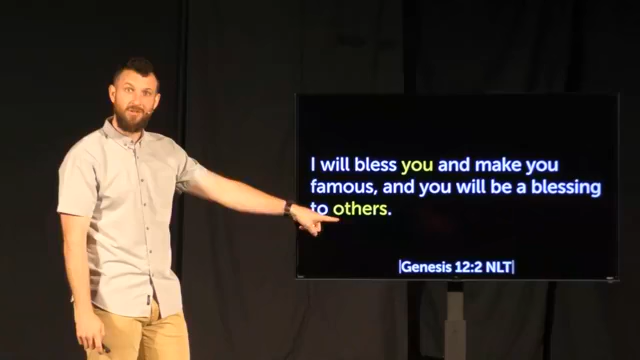 I will bless you and make you
famous, and you will be a blessing
to others.
|Genesis 12:2 NLT|